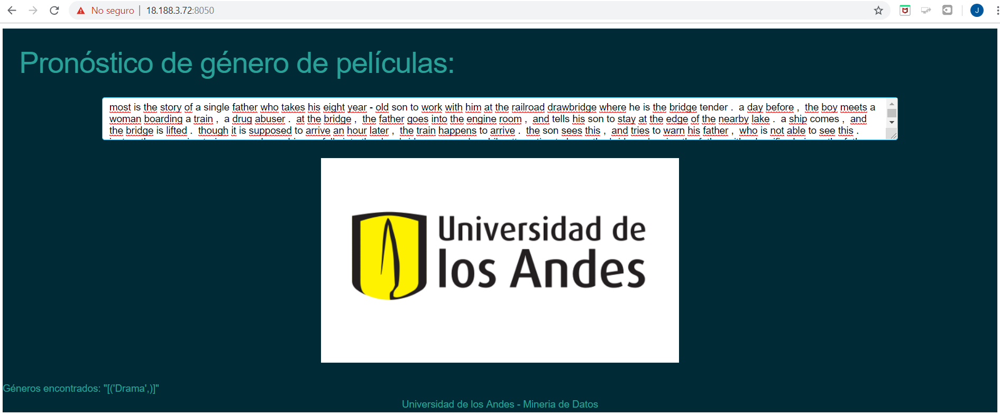 No seguro
18.188.3.72:8050
J
Pronóstico de género de películas:
most is the story of a single father who takes his eight year - old son to work with him at the railroad drawbridge where he is the bridge tender . a day before , the boy meets a
woman boarding a train , a drug abuser . at the bridge , the father goes into the engine room , and tells his son to stay at the edge of the nearby lake . a ship comes , and
the bridge is lifted . though it is supposed to arrive an hour later , the train happens to arrive . the son sees this , and tries to warn his father , who is not able to see this .
Universidad de
los Andes
Géneros encontrados: "[('Drama',)]"
Universidad de los Andes - Mineria de Datos